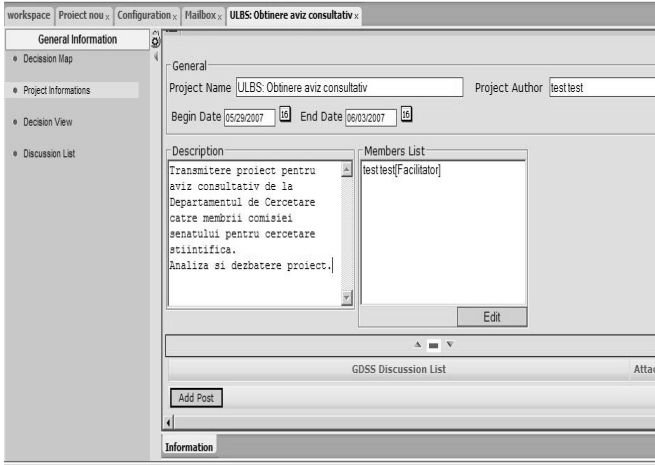 workspace Project nou x Configuration x Mailbox x ULBS: Obtinere aviz consultativ x
General Information
Decission Map
Project Informations
Decision View
Discussion List
General
Project Name ULBS: Obtinere aviz consultativ Project Author test test
Begin Date 05/29/2007 16 End Date 06/03/2007 16
Description
Transmitere proiect pentru
aviz consultativ de la
Departamentul de Cercetare
catre membrii comisiei
senatului pentru cercetare
stiintifica.
Analiza si dezbatere proiect.
Members List
test test[Facilitator]
Edit
GDSS Discussion List Attac
Add Post
Information